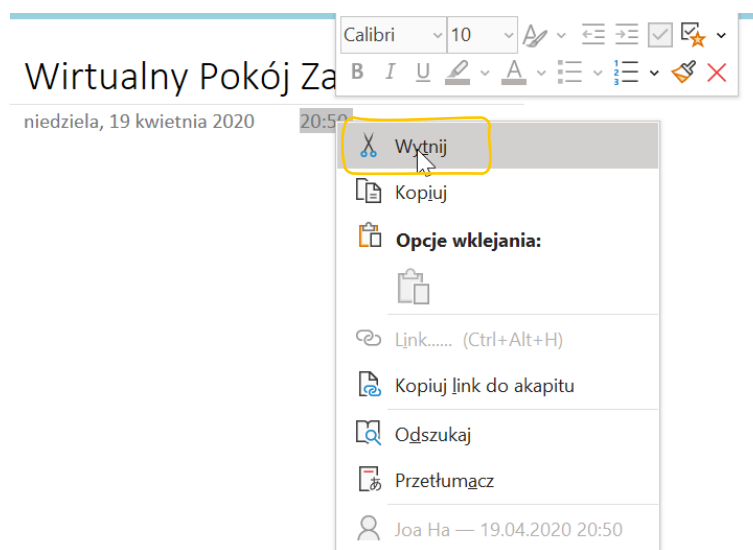 Calibri 10
Wirtualny Pokój Za
B I U A
niedziela, 19 kwietnia 2020 20:50
Wytnij
Kopiuj
Opcje wklejania:
Link...... (Ctrl+Alt+H)
Kopiuj link do akapitu
Odszukaj
Przetłumacz
Joa Ha — 19.04.2020 20:50